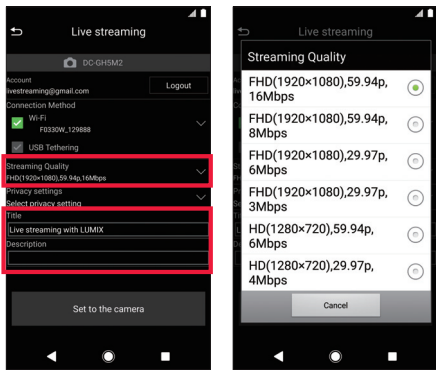 Live streaming
DC-GH5M2
Account
livestreaming@gmail.com
Logout
Connection Method
Wi-Fi
F0330W_129888
USB Tethering
Streaming Quality
FHD(1920×1080),59.94p,16Mbps
Privacy settings
Select privacy setting
Title
Live streaming with LUMIX
Description
Set to the camera
Live streaming
Streaming Quality
FHD(1920×1080),59.94p,
16Mbps
FHD(1920×1080),59.94p,
8Mbps
FHD(1920×1080),29.97p,
6Mbps
FHD(1920×1080),29.97p,
3Mbps
HD(1280×720),59.94p,
6Mbps
HD(1280×720),29.97p,
4Mbps
Cancel